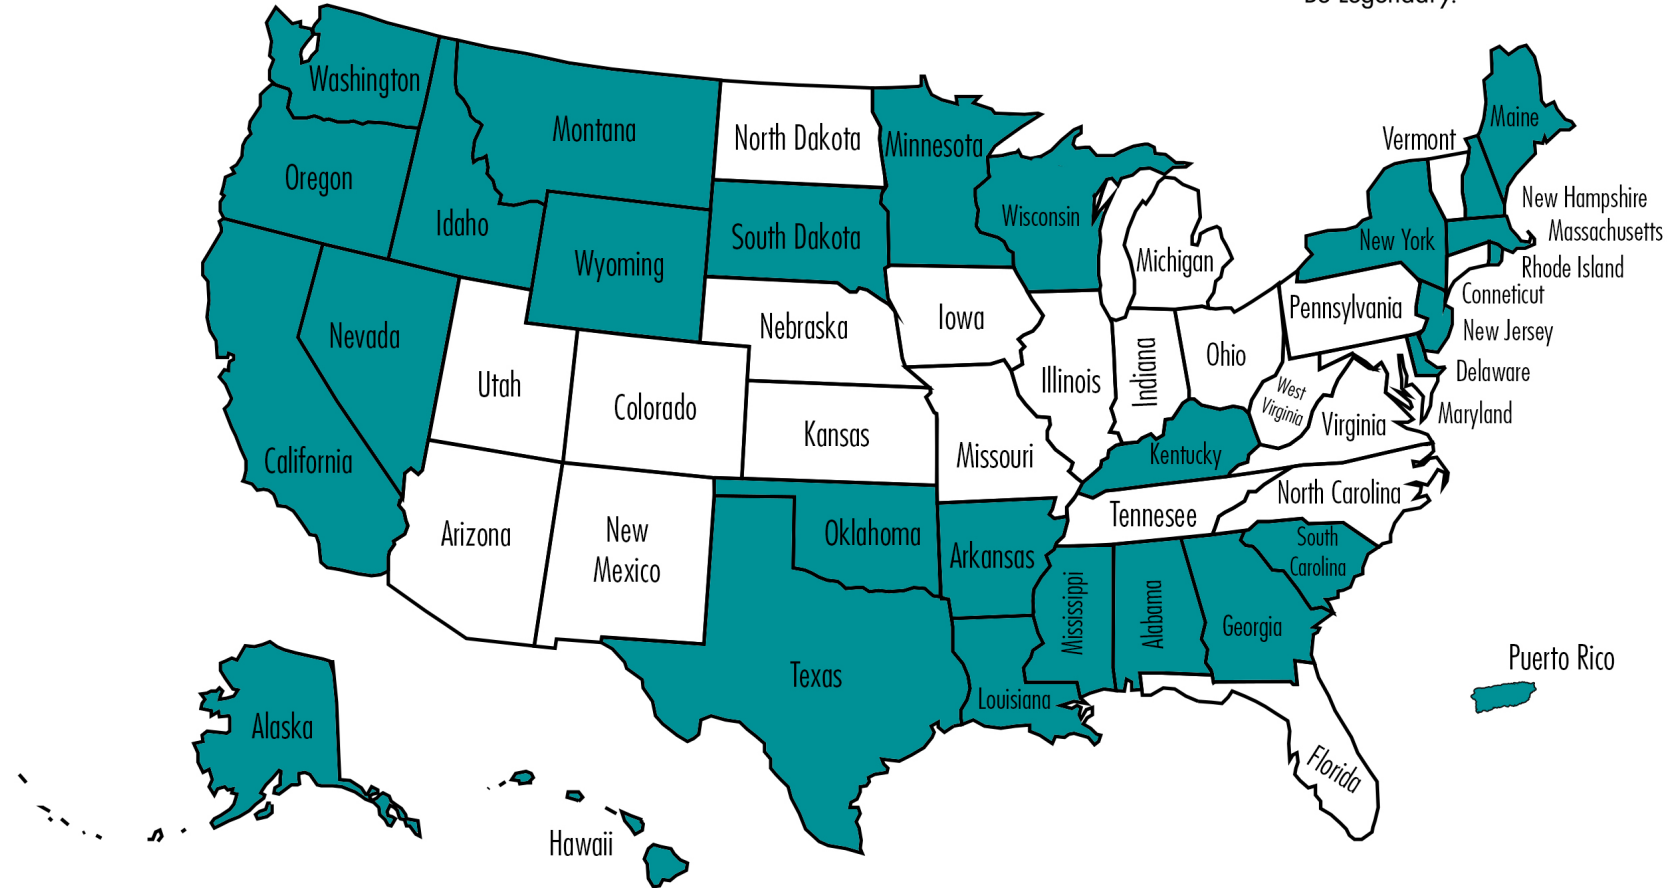 Be Legendary.
Washington
Montana
North Dakota
Minnesota
Vermont
Maine
Oregon
Idaho
South Dakota
Wisconsin
New Hampshire
Massachusetts
New York
Wyoming
Michigan
Rhode Island
Conneticut
Nevada
Nebraska
Iowa
Pennsylvania
New Jersey
Utah
Colorado
Illinois
Indiana
Ohio
Delaware
West
Virginia
Maryland
Virginia
California
Kansas
Missouri
Kentucky
North Carolina
Arizona
New
Mexico
Oklahoma
Tennesee
Arkansas
South
Carolina
Mississippi
Alabama
Georgia
Puerto Rico
Texas
Louisiana
Alaska
Florida
Hawaii